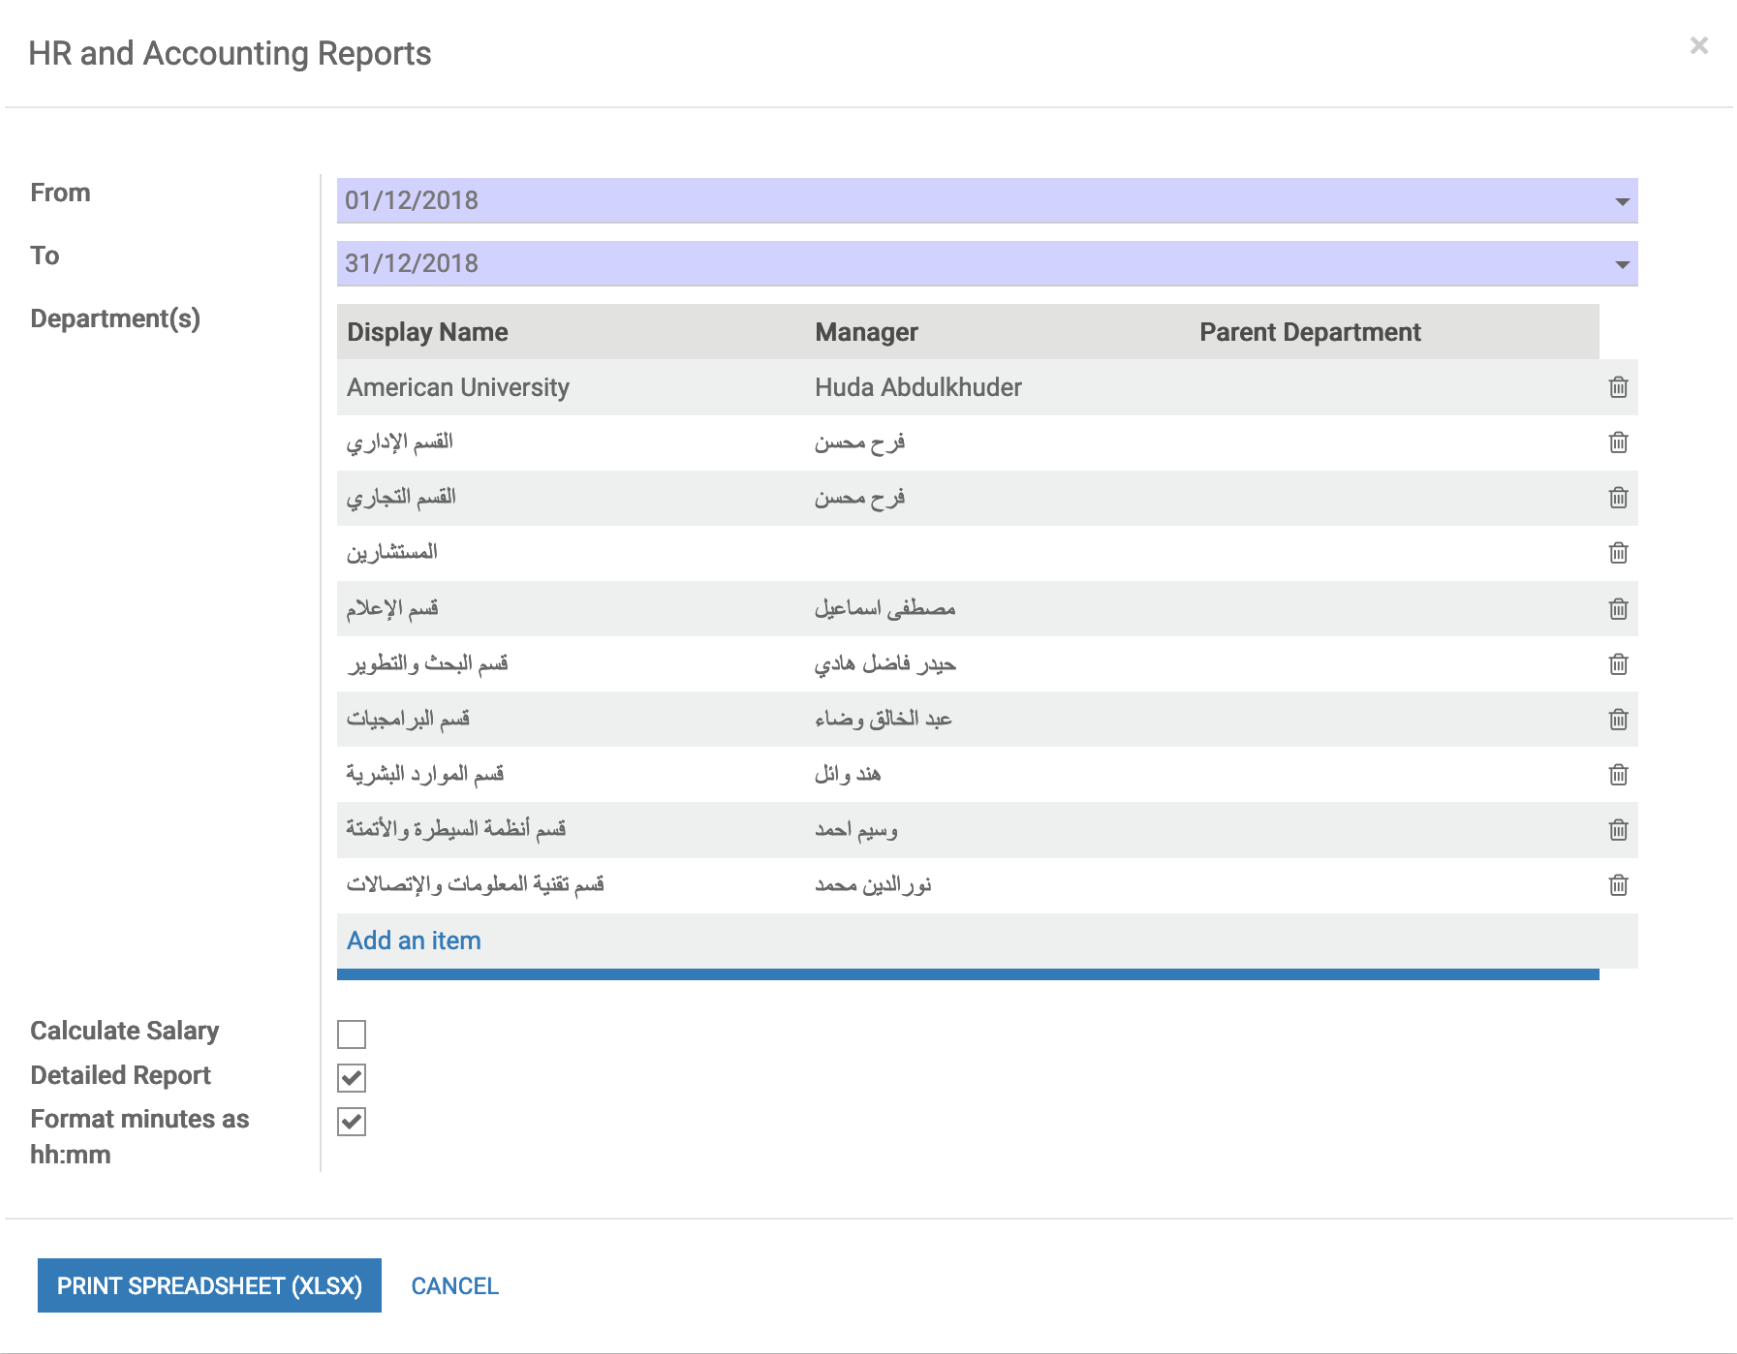 HR and Accounting Reports
×
From
01/12/2018
To
31/12/2018
Department(s)
Display Name Manager Parent Department
American University Huda Abdulkhuder
القسم الإداري فرح محسن
القسم التجاري فرح محسن
المستشارين
قسم الإعلام مصطفى اسماعيل
قسم البحث والتطوير حيدر فاضل هادي
قسم البرامجيات عبد الخالق وضاء
قسم الموارد البشرية هند وائل
قسم أنظمة السيطرة والأتمتة وسيم احمد
قسم تقنية المعلومات والإتصالات نورالدين محمد
Add an item
Calculate Salary
Detailed Report
Format minutes as
hh:mm
PRINT SPREADSHEET (XLSX) CANCEL